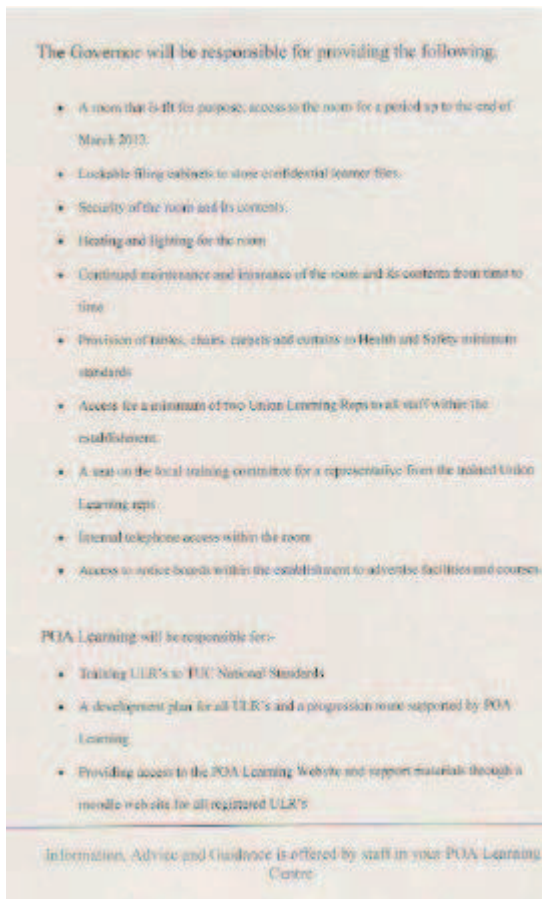 The Governor will be responsible for providing the following.
• A room that is fit for purpose, access to the room for a period up to the end of
March 2012.
• Lockable filing cabinets to store confidential learner files.
• Security of the room and its contents.
• Heating and lighting for the room
• Continued maintenance and insurance of the room and its contents from time to
time
• Provision of tables, chairs, carpets and curtains to Health and Safety minimum
standards
• Access for a minimum of two Union Learning Reps to all staff within the
establishment.
• A seat on the local training committee for a representative from the trained Union
Learning reps
• Internal telephone access within the room
• Access to notice boards within the establishment to advertise facilities and courses
POA Learning will be responsible for:-
• Training ULR's to TUC National Standards
• A development plan for all ULR's and a progression route supported by POA
Learning
• Providing access to the POA Learning Website and support materials through a
moodle web site for all registered ULR's
Information, Advice and Guidance is offered by staff in your POA Learning
Centre